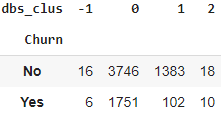 dbs_clus -1 0 1 2
Churn
No 16 3746 1383 18
Yes 6 1751 102 10